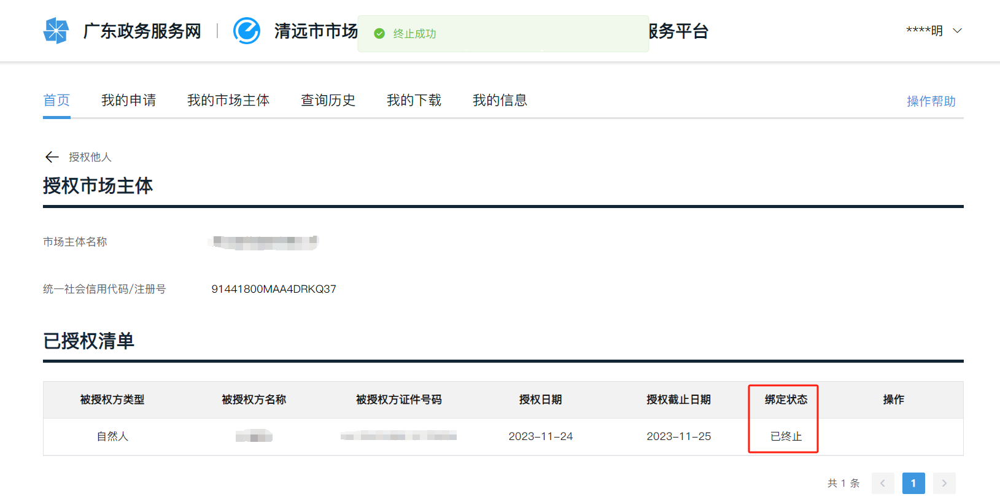 广东政务服务网
清远市市场
终止成功
服务平台
****明
首页
我的申请
我的市场主体
查询历史
我的下载
我的信息
操作帮助
授权他人
授权市场主体
市场主体名称
统一社会信用代码/注册号
91441800MAA4DRKQ37
已授权清单
被授权方类型
被授权方名称
被授权方证件号码
授权日期
授权截止日期
绑定状态
操作
自然人
2023-11-24
2023-11-25
已终止
共 1 条
1